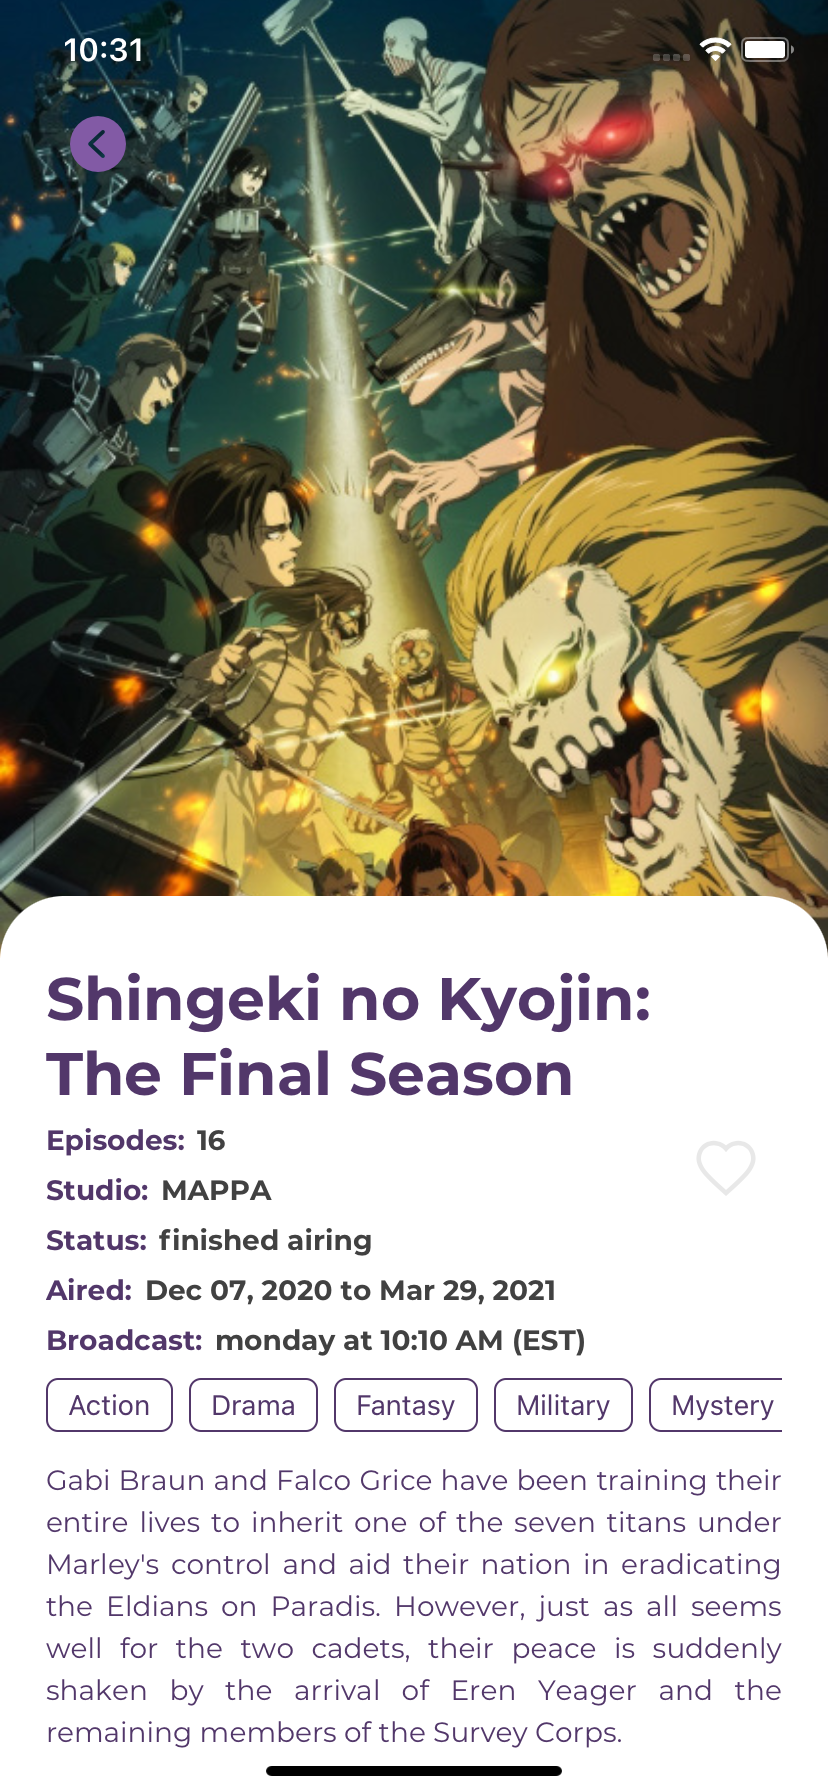 10:31
Shingeki no Kyojin:
The Final Season
Episodes: 16
Studio: MAPPA
Status: finished airing
Aired: Dec 07, 2020 to Mar 29, 2021
Broadcast: monday at 10:10 AM (EST)
Action Drama Fantasy Military Mystery
Gabi Braun and Falco Grice have been training their
entire lives to inherit one of the seven titans under
Marley's control and aid their nation in eradicating
the Eldians on Paradis. However, just as all seems
well for the two cadets, their peace is suddenly
shaken by the arrival of Eren Yeager and the
remaining members of the Survey Corps.